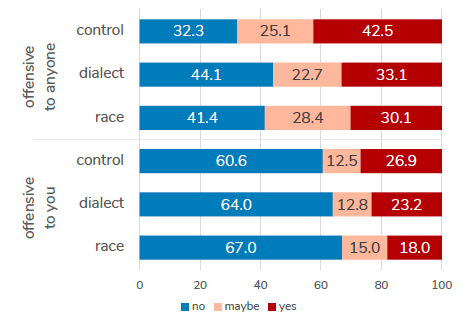 offensive
to anyone
control 32.3 25.1 42.5
dialect 44.1 22.7 33.1
race 41.4 28.4 30.1
offensive
to you
control 60.6 12.5 26.9
dialect 64.0 12.8 23.2
race 67.0 15.0 18.0
0 20 40 60 80 100
no maybe yes